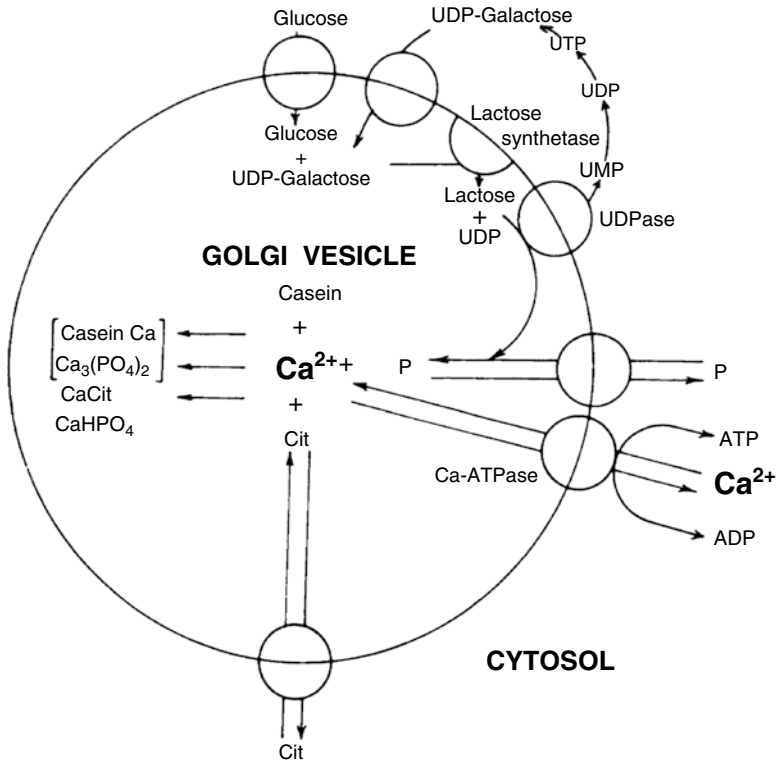 Glucose
UDP-Galactose
UTP
UDP
UMP
Lactose
synthetase
Glucose
+
UDP-Galactose
Lactose
+
UDP
UDPase
GOLGI VESICLE
Casein
+
Ca²⁺+
P
P
+
Cit
Casein Ca
Ca₃(PO₄)₂
CaCit
CaHPO₄
Ca-ATPase
ATP
Ca²⁺
ADP
CYTOSOL
Cit